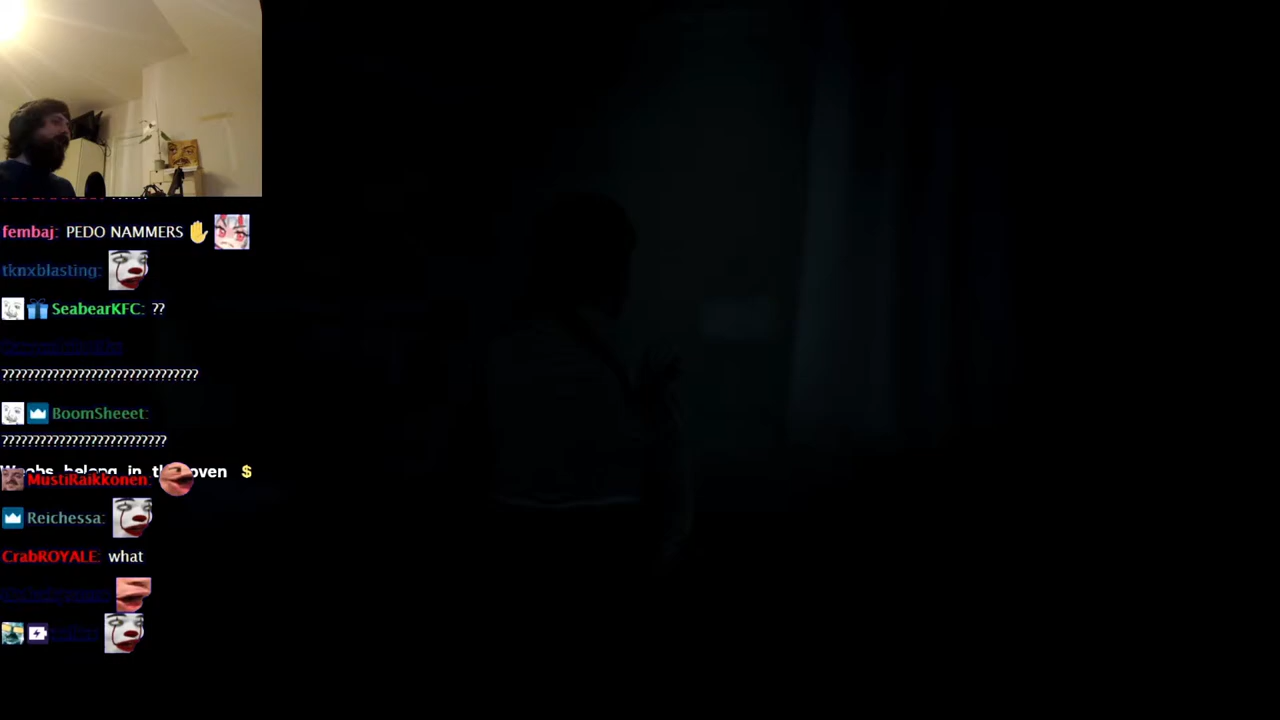 fembaj: PEDO NAMMERS ✋
tknxblasting:
SeabearKFC: ??
??????????????????????????????
BoomSheeet:
?????????????????????????
belong in oven $
MustiRaikkonen:
Reichessa:
CrabROYALE: what